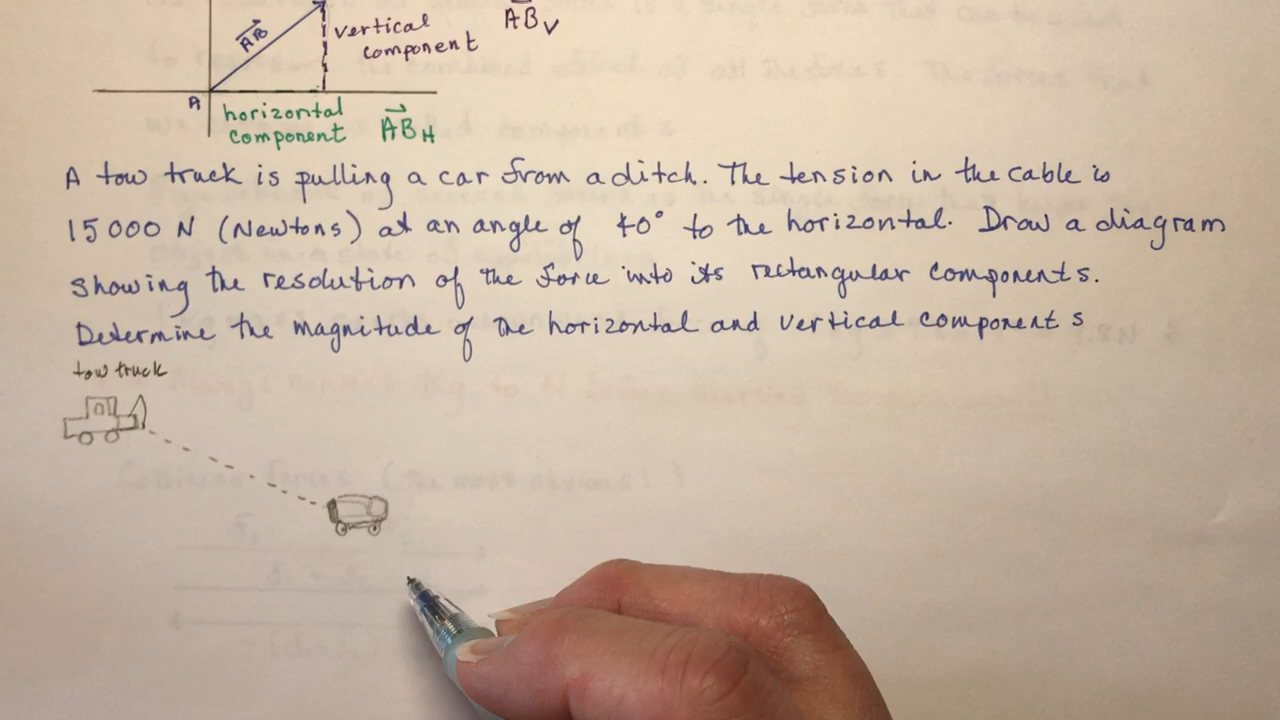 AB
vertical
component
ABv
A
horizontal
component ABH
A tow truck is pulling a car from a ditch. The tension in the cable is
15000 N (Newtons) at an angle of 40° to the horizontal. Draw a diagram
showing the resolution of the force into its rectangular components.
Determine the magnitude of the horizontal and vertical components
tow truck